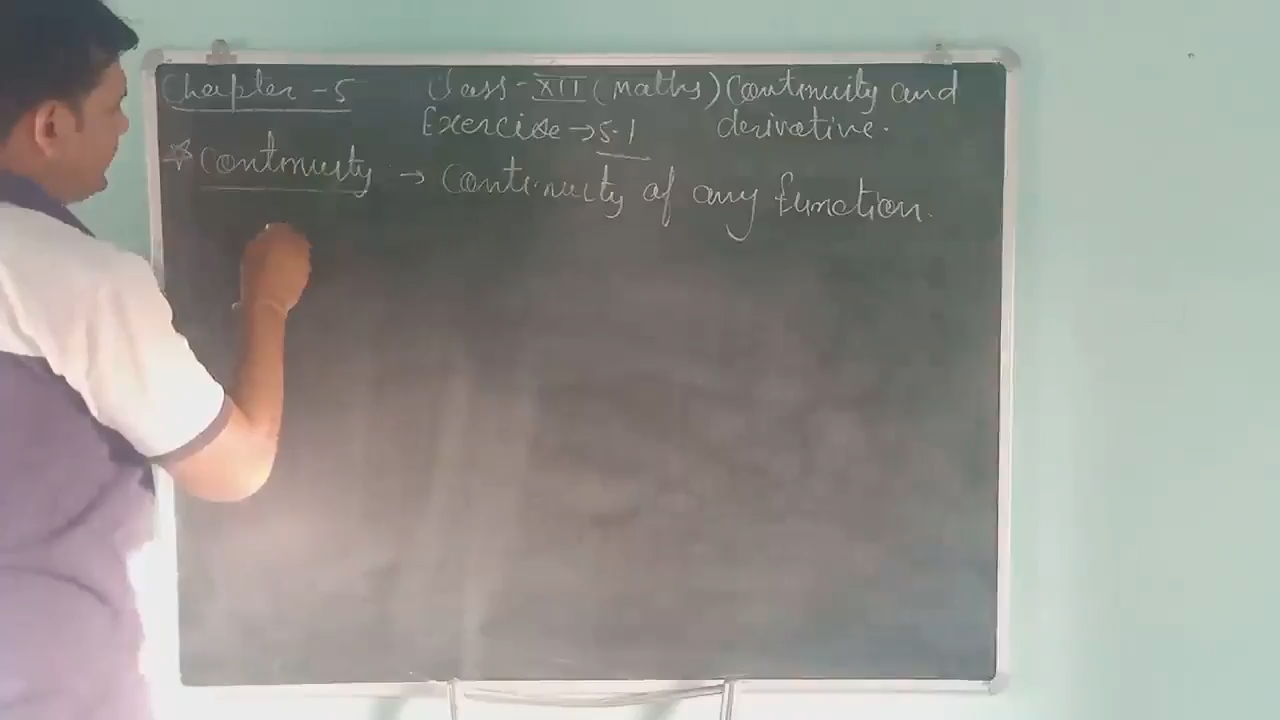 Chapter - 5 Class - XII (Maths) Continuity and
Exercise → 5.1 derivative.
* Continuity → Continuity of any function.